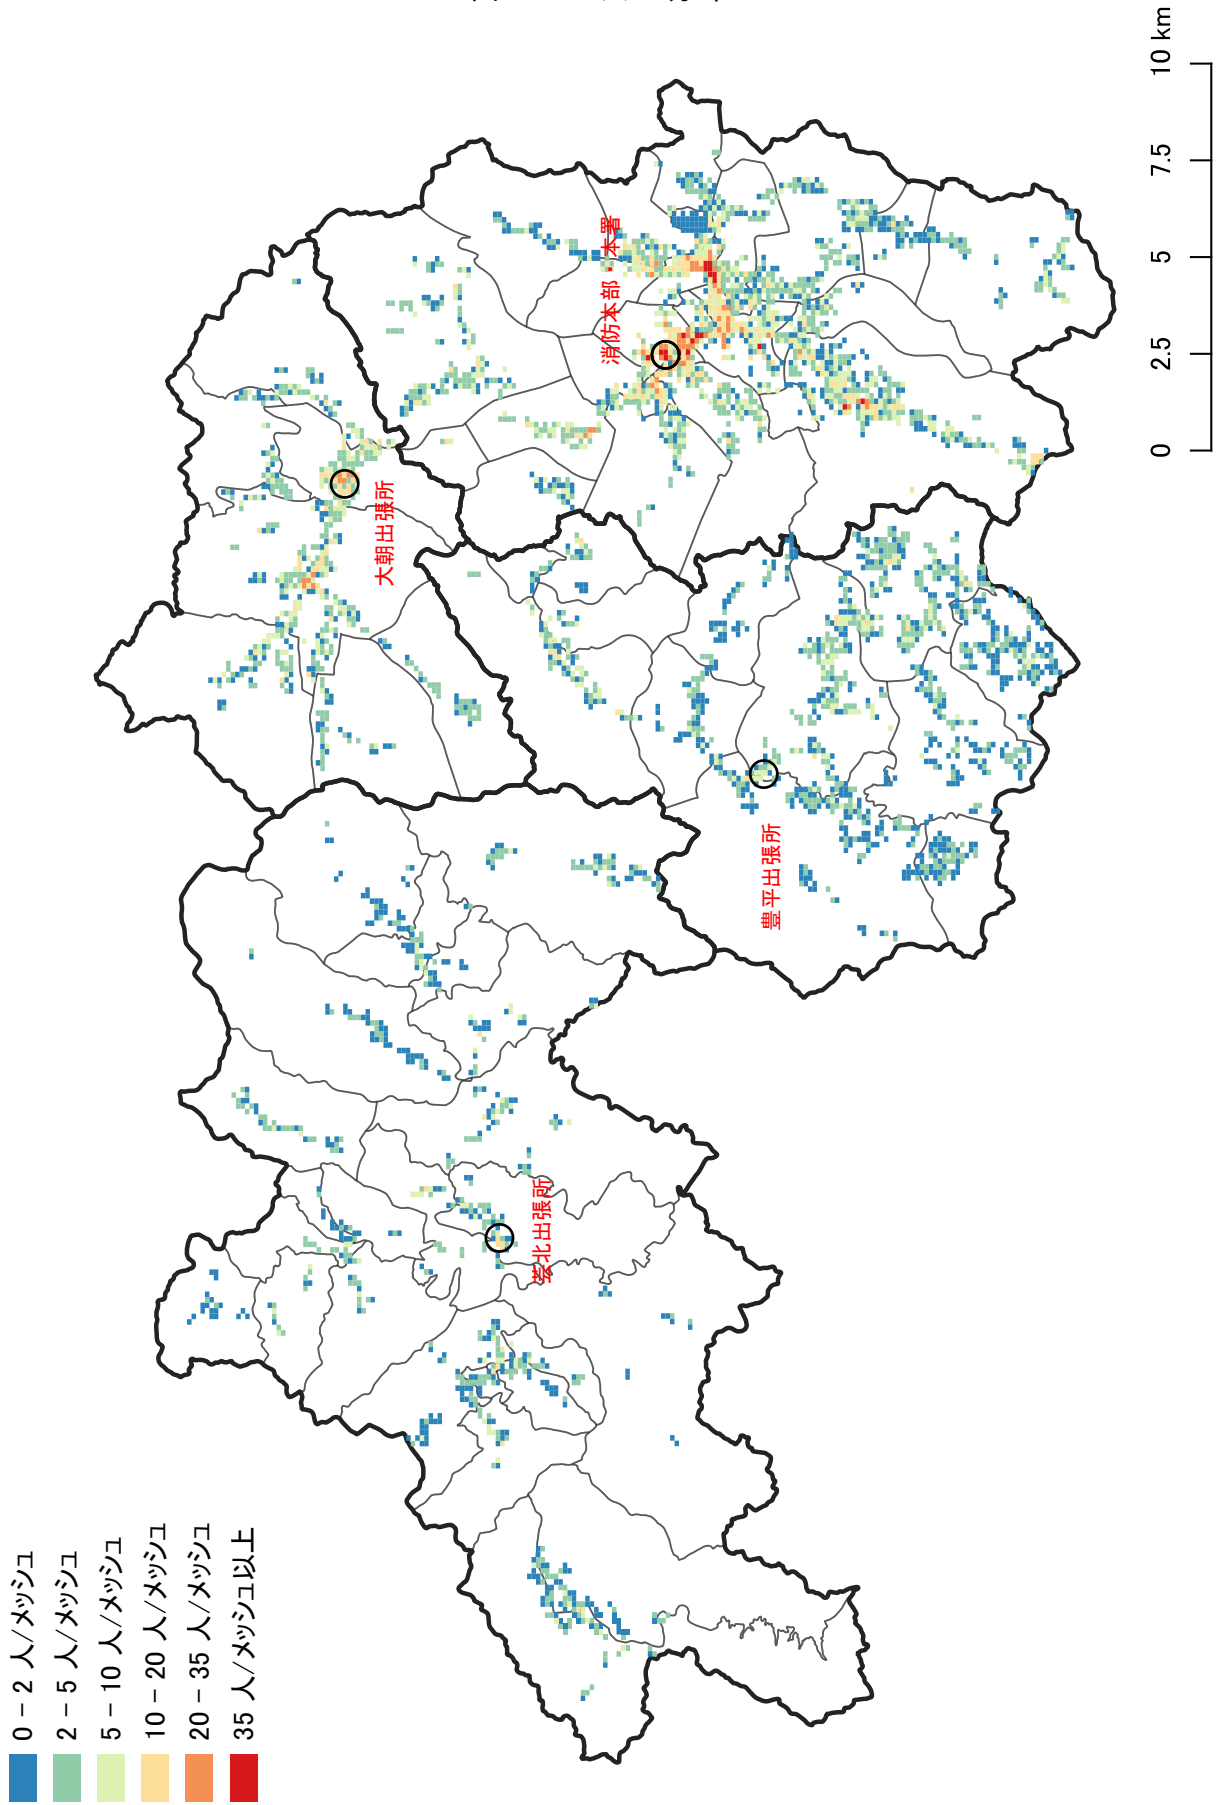 0 − 2 人/メッシュ
2 − 5 人/メッシュ
5 − 10 人/メッシュ
10 − 20 人/メッシュ
20 − 35 人/メッシュ
35 人/メッシュ以上
大朝出張所
消防本部・本署
芸北出張所
豊平出張所
0
2.5
5
7.5
10 km